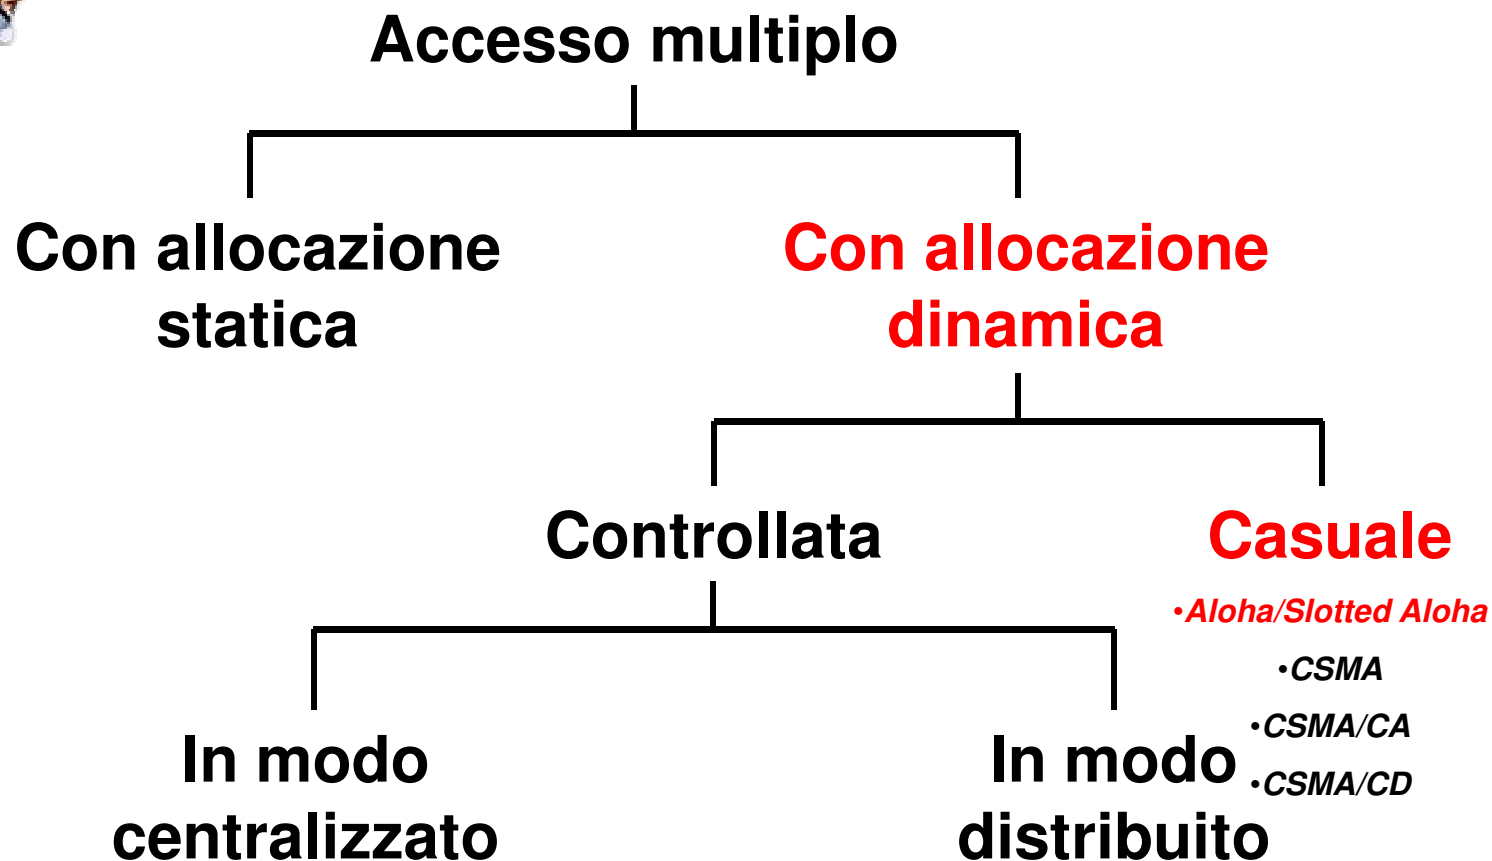 Accesso multiplo
Con allocazione
statica
Con allocazione
dinamica
Controllata
Casuale
•Aloha/Slotted Aloha
•CSMA
•CSMA/CA
•CSMA/CD
In modo
centralizzato
In modo
distribuito